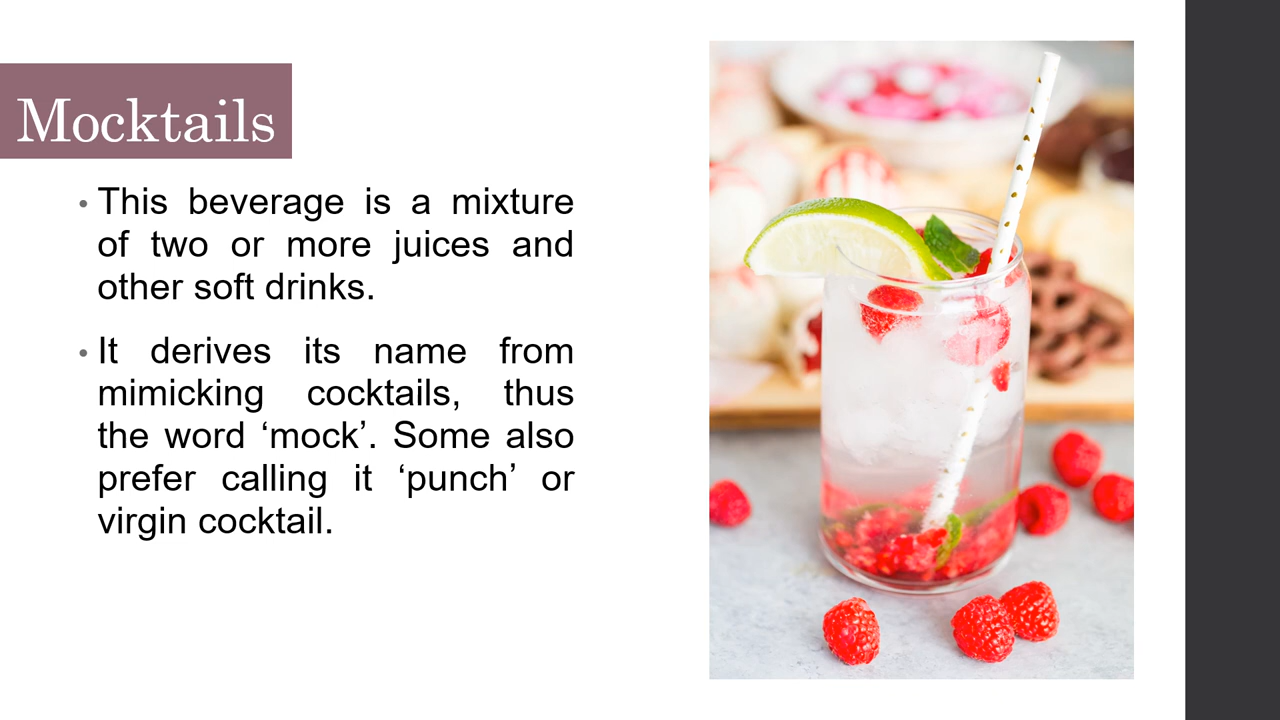 Mocktails
• This beverage is a mixture
of two or more juices and
other soft drinks.
• It derives its name from
mimicking cocktails, thus
the word ‘mock’. Some also
prefer calling it ‘punch’ or
virgin cocktail.